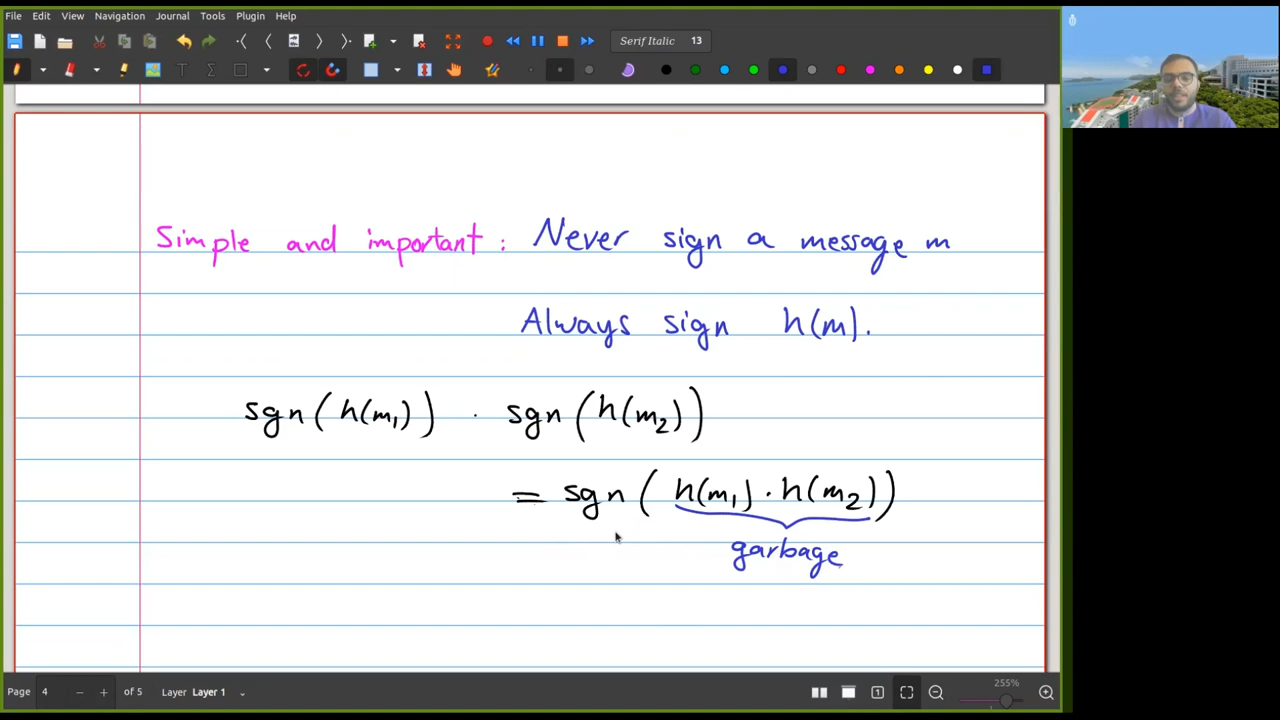 File Edit View Navigation Journal Tools Plugin Help
Serif Italic 13
Simple and important : Never sign a message m
Always sign h(m).
sgn(h(m₁)) · sgn(h(m₂))
= sgn(h(m₁)·h(m₂))
garbage
Page 4 of 5 Layer Layer 1 255%